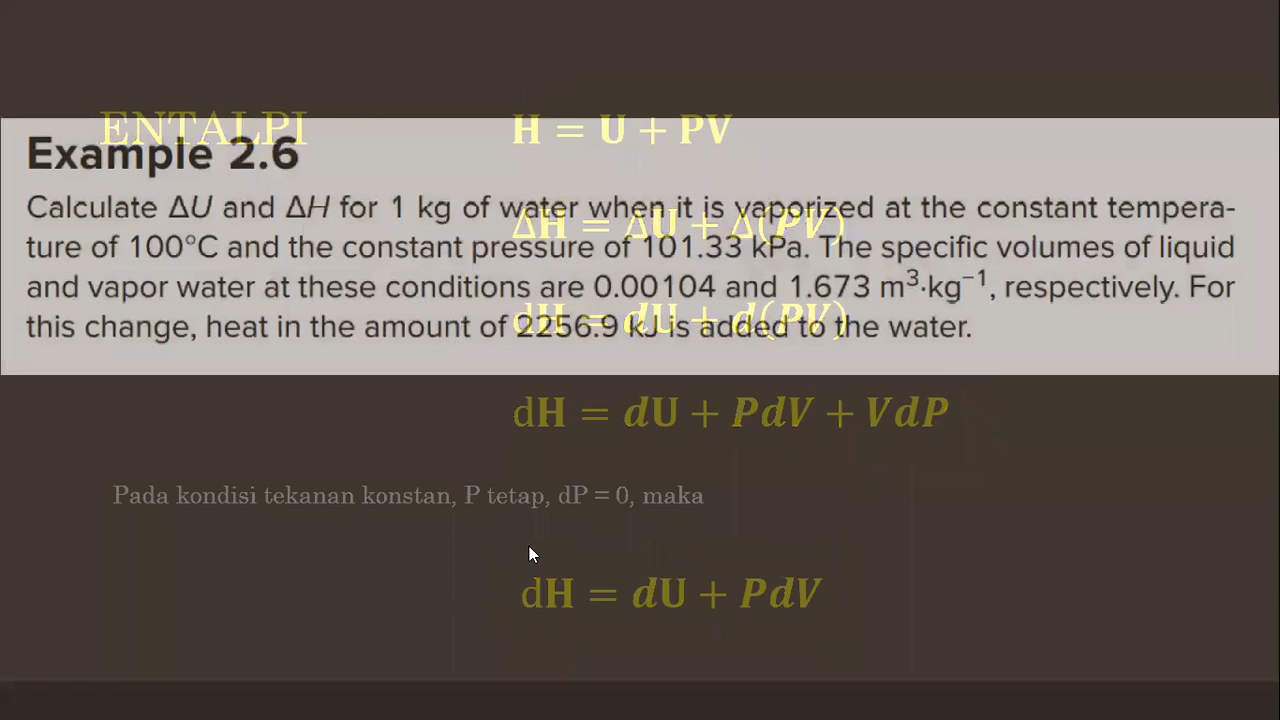 ENTALPI
H = U + PV
Example 2.6
Calculate ΔU and ΔH for 1 kg of water when it is vaporized at the constant tempera-
ΔH = ΔU + Δ(PV)
ture of 100°C and the constant pressure of 101.33 kPa. The specific volumes of liquid
and vapor water at these conditions are 0.00104 and 1.673 m³·kg⁻¹, respectively. For
dH = dU + d(PV)
this change, heat in the amount of 2256.9 kJ is added to the water.
dH = dU + PdV + VdP
Pada kondisi tekanan konstan, P tetap, dP = 0, maka
dH = dU + PdV